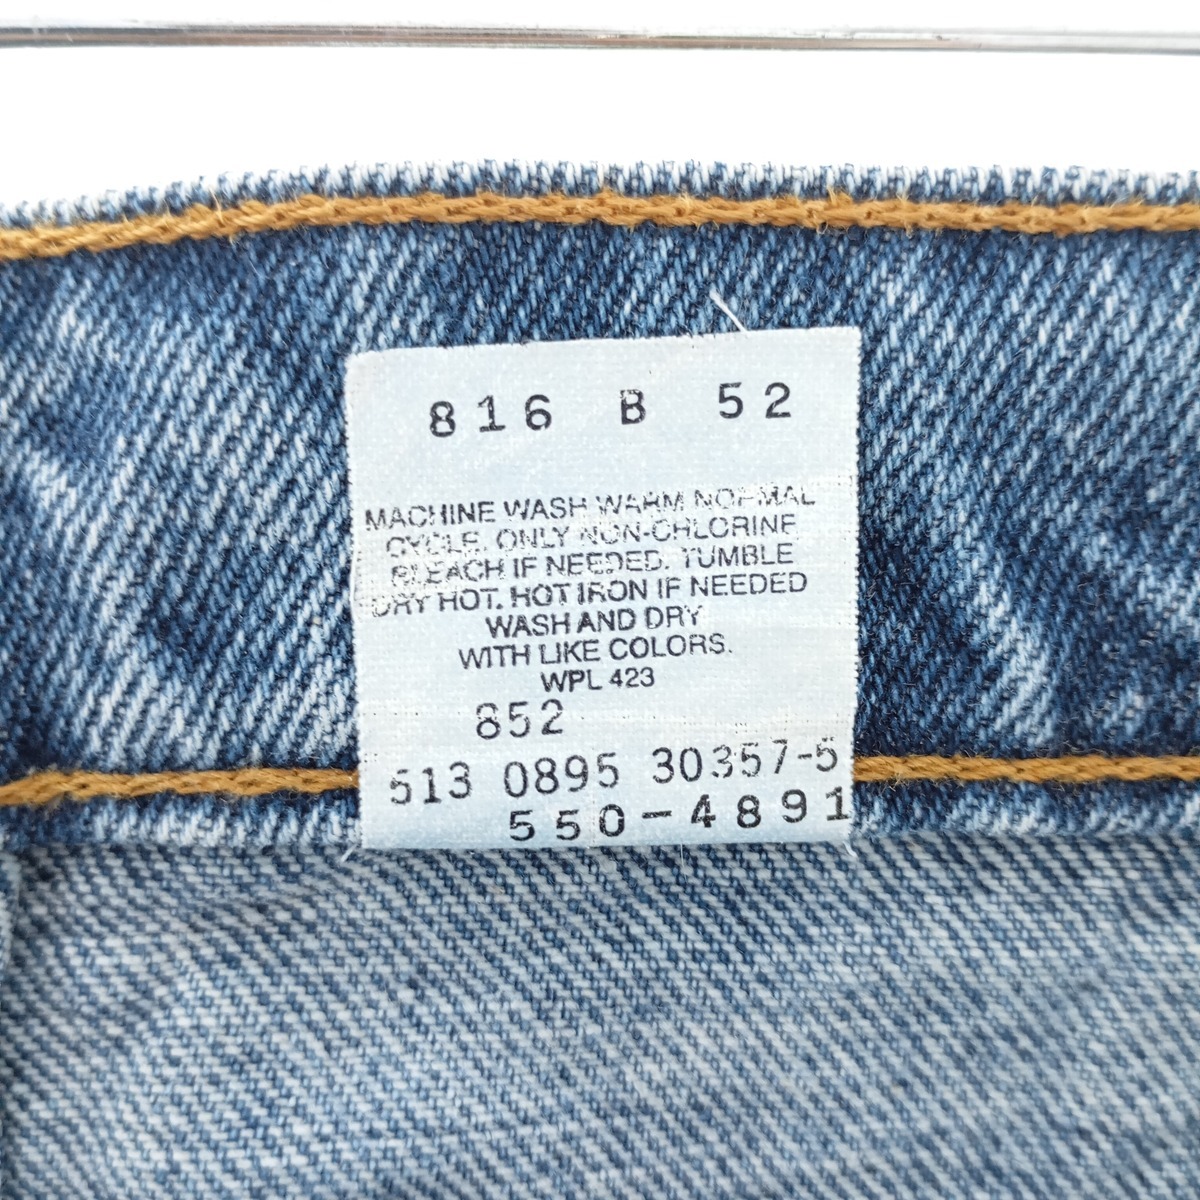 816 B 52
MACHINE WASH WARM NORMAL
CYCLE. ONLY NON-CHLORINE
BLEACH IF NEEDED. TUMBLE
DRY HOT. HOT IRON IF NEEDED
WASH AND DRY
WITH LIKE COLORS.
WPL 423
852
513 0895 30357-5
550-4891